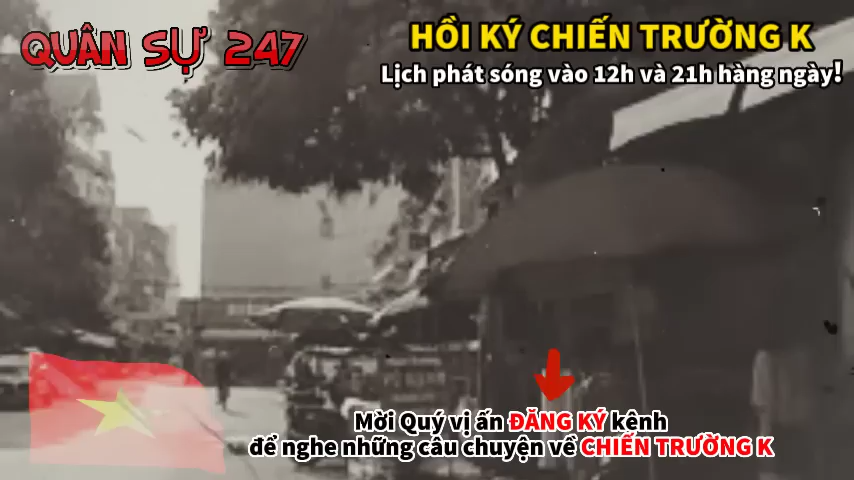 QUÂN SỰ 247
HỒI KÝ CHIẾN TRƯỜNG K
Lịch phát sóng vào 12h và 21h hàng ngày!
Mời Quý vị ấn ĐĂNG KÝ kênh
để nghe những câu chuyện về CHIẾN TRƯỜNG K